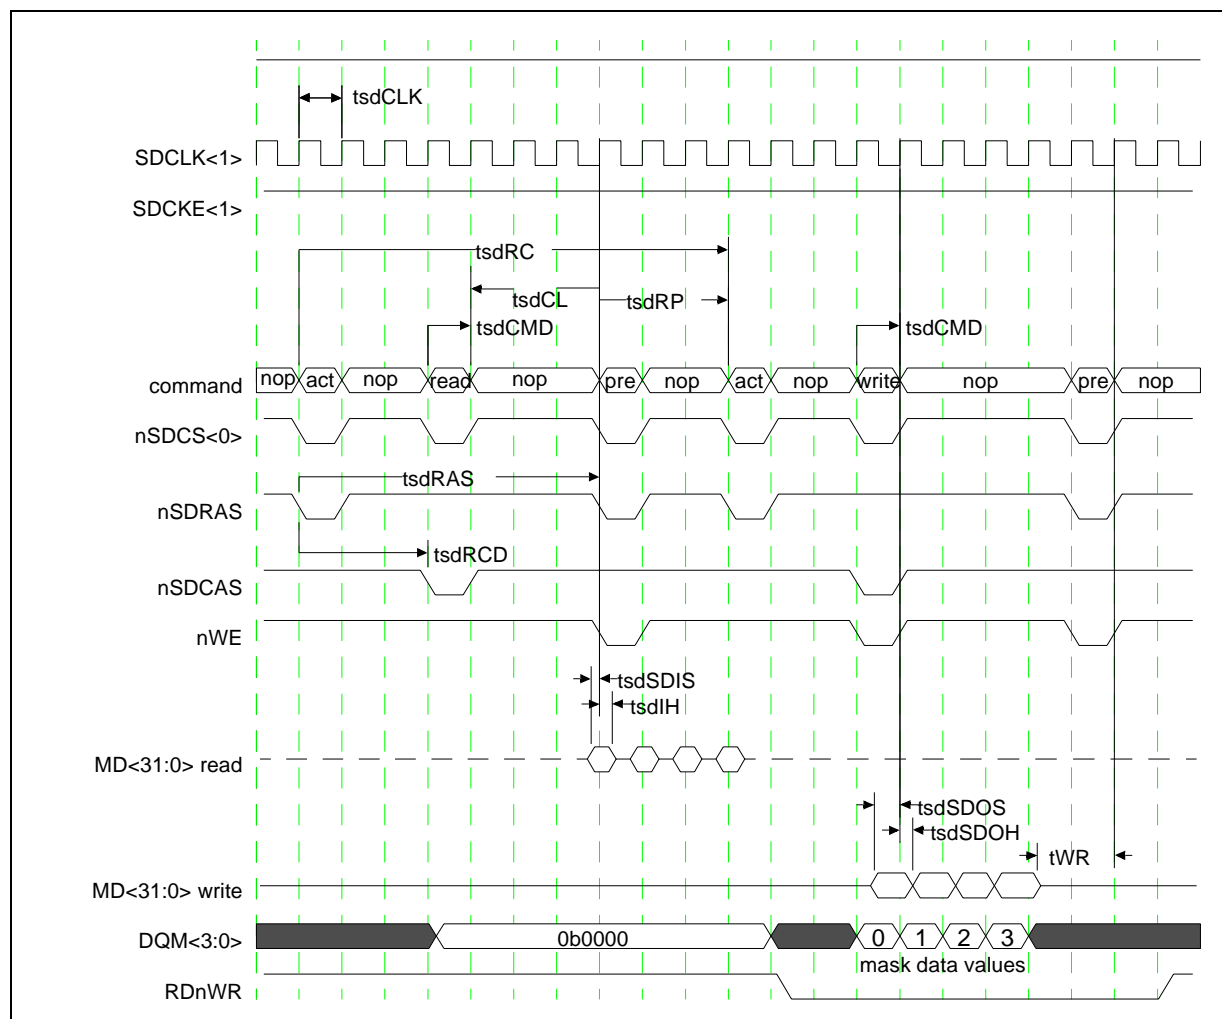 tsdCLK
SDCLK<1>
SDCKE<1>
tsdRC
tsdCL
tsdRP
tsdCMD
tsdCMD
command nop act nop read nop pre nop act nop write nop pre nop
nSDCS<0>
tsdRAS
nSDRAS
tsdRCD
nSDCAS
nWE
tsdSDIS
tsdIH
MD<31:0> read
tsdSDOS
tsdSDOH
tWR
MD<31:0> write
DQM<3:0> 0b0000 0 1 2 3
mask data values
RDnWR